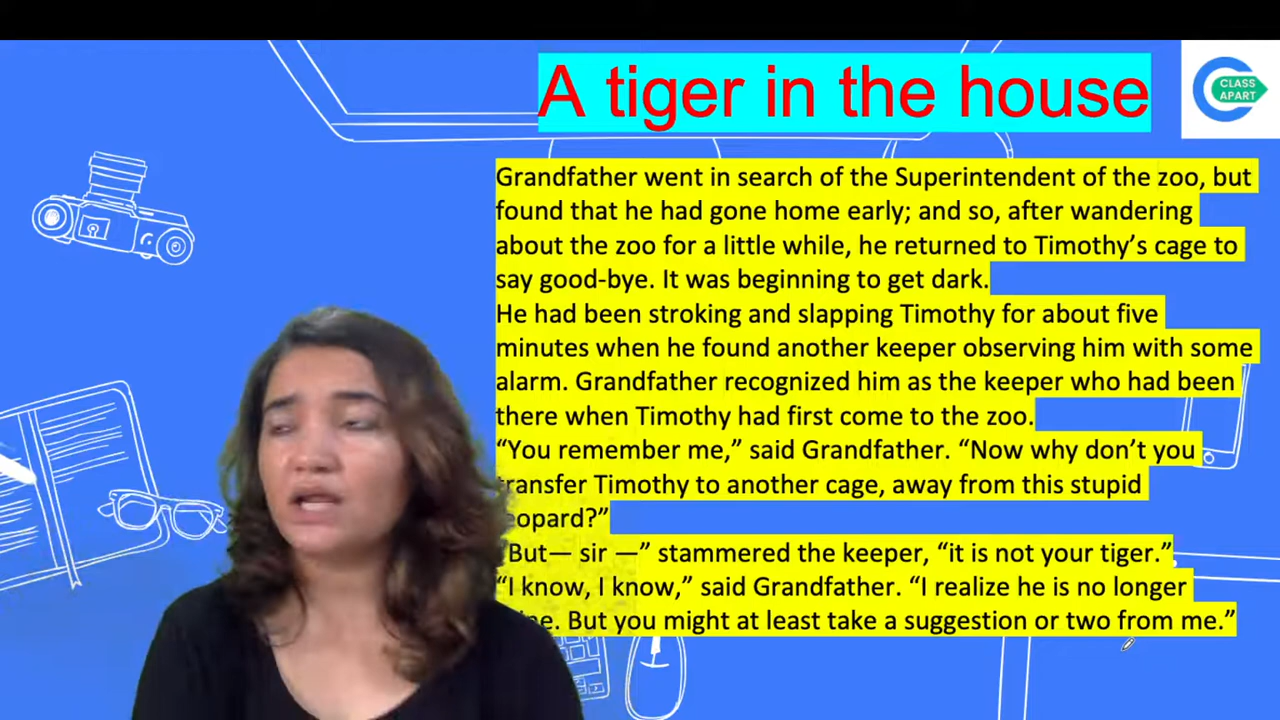 A tiger in the house
CLASS
APART
Grandfather went in search of the Superintendent of the zoo, but
found that he had gone home early; and so, after wandering
about the zoo for a little while, he returned to Timothy’s cage to
say good-bye. It was beginning to get dark.
He had been stroking and slapping Timothy for about five
minutes when he found another keeper observing him with some
alarm. Grandfather recognized him as the keeper who had been
there when Timothy had first come to the zoo.
“You remember me,” said Grandfather. “Now why don’t you
transfer Timothy to another cage, away from this stupid
leopard?”
“But— sir —” stammered the keeper, “it is not your tiger.”
“I know, I know,” said Grandfather. “I realize he is no longer
But you might at least take a suggestion or two from me.”